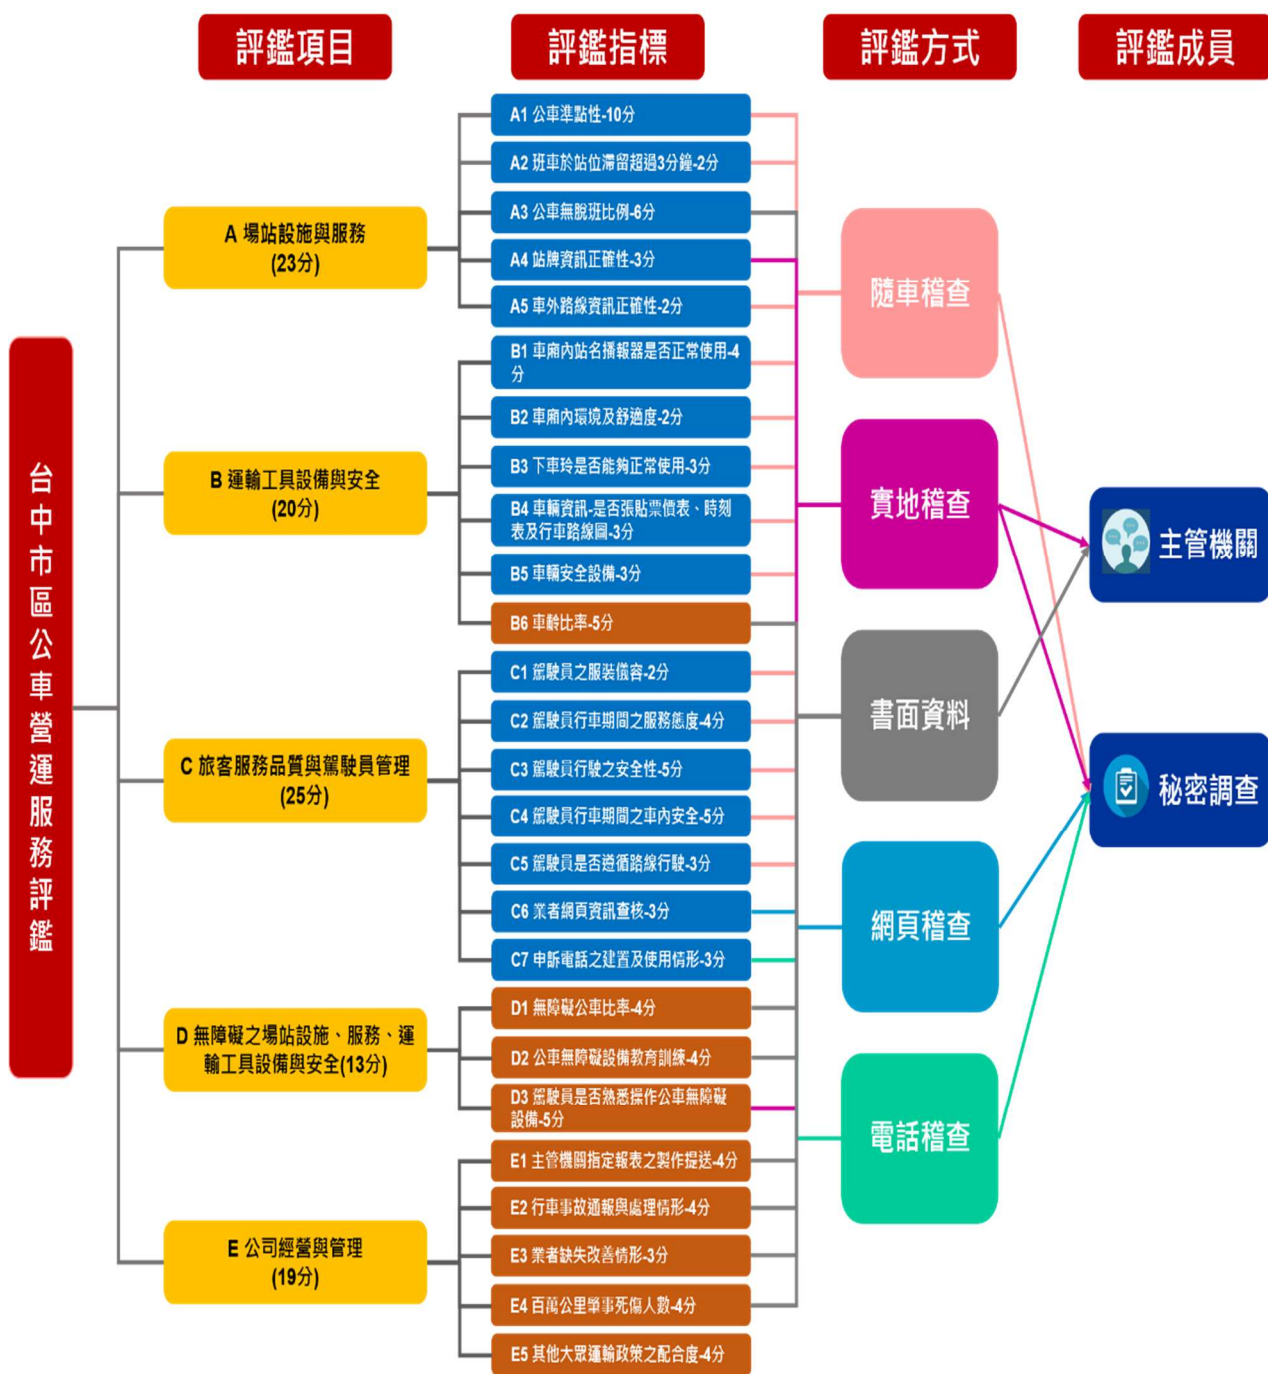 評鑑項目
評鑑指標
評鑑方式
評鑑成員
台中市區公車營運服務評鑑
A 場站設施與服務
(23分)
A1 公車準點性-10分
A2 班車於站位滯留超過3分鐘-2分
A3 公車無脫班比例-6分
A4 站牌資訊正確性-3分
A5 車外路線資訊正確性-2分
B 運輸工具設備與安全
(20分)
B1 車廂內站名播報器是否正常使用-4
分
B2 車廂內環境及舒適度-2分
B3 下車玲是否能夠正常使用-3分
B4 車輛資訊-是否張貼票價表、時刻
表及行車路線圖-3分
B5 車輛安全設備-3分
B6 車齡比率-5分
C 旅客服務品質與駕駛員管理
(25分)
C1 駕駛員之服裝儀容-2分
C2 駕駛員行車期間之服務態度-4分
C3 駕駛員行駛之安全性-5分
C4 駕駛員行車期間之車內安全-5分
C5 駕駛員是否遵循路線行駛-3分
C6 業者網頁資訊查核-3分
C7 申訴電話之建置及使用情形-3分
D 無障礙之場站設施、服務、運
輸工具設備與安全(13分)
D1 無障礙公車比率-4分
D2 公車無障礙設備教育訓練-4分
D3 駕駛員是否熟悉操作公車無障礙
設備-5分
E 公司經營與管理
(19分)
E1 主管機關指定報表之製作提送-4分
E2 行車事故通報與處理情形-4分
E3 業者缺失改善情形-3分
E4 百萬公里肇事死傷人數-4分
E5 其他大眾運輸政策之配合度-4分
隨車稽查
實地稽查
書面資料
網頁稽查
電話稽查
主管機關
秘密調查